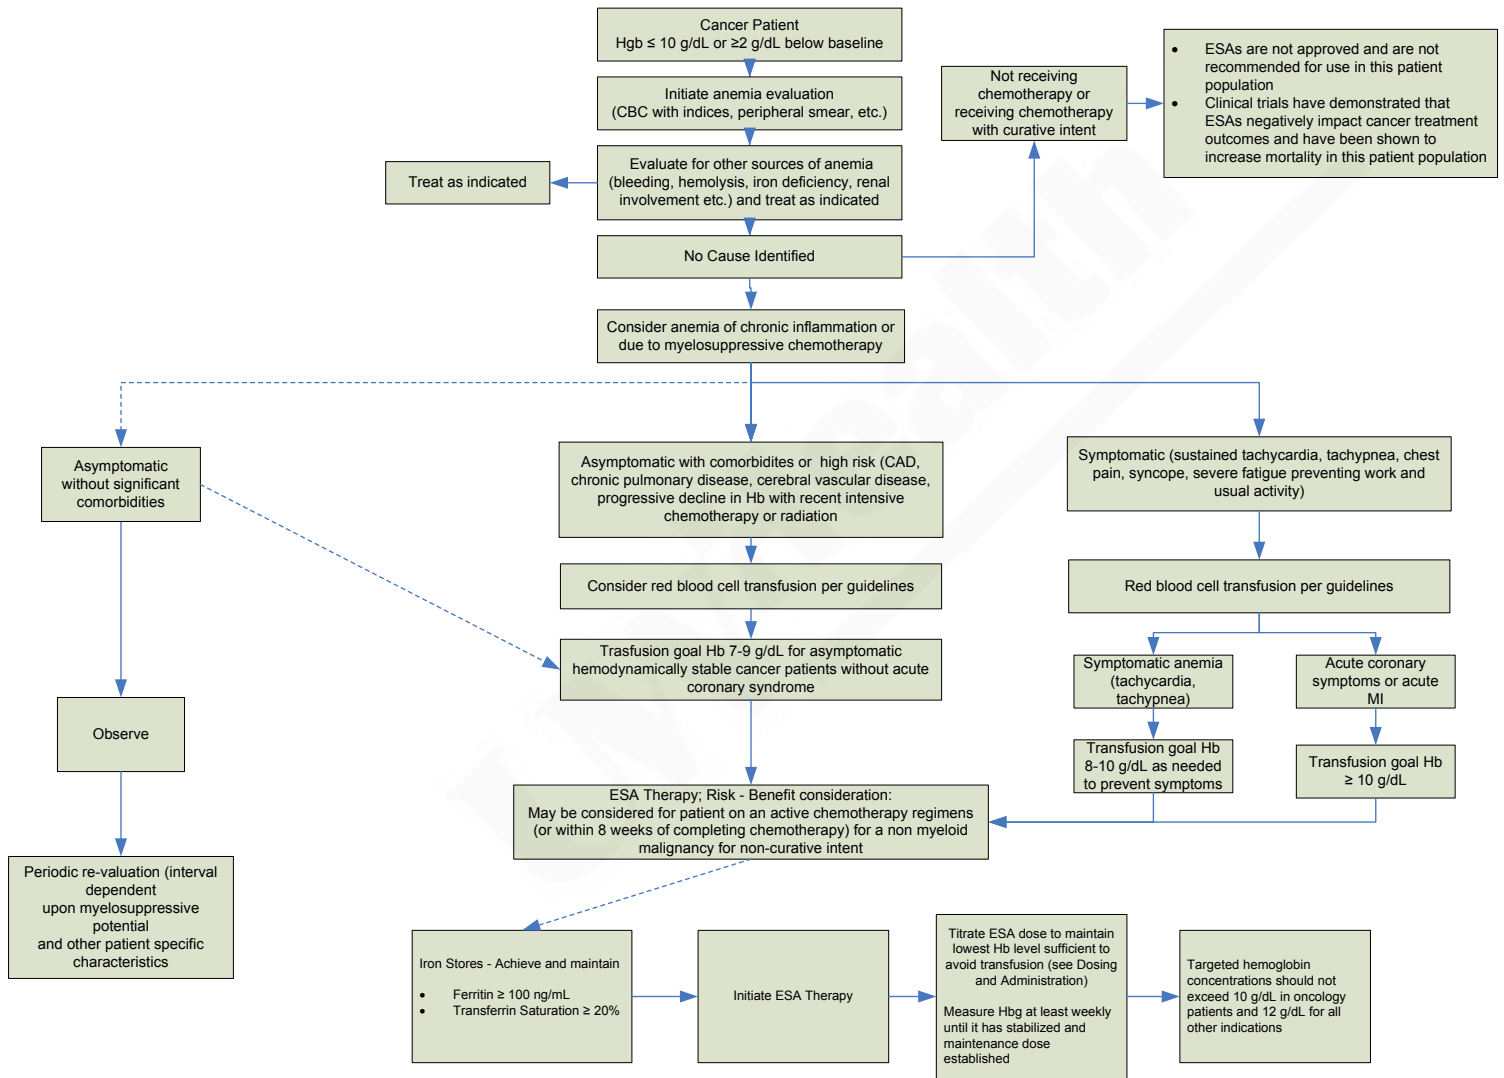 Cancer Patient
Hgb ≤ 10 g/dL or ≥2 g/dL below baseline
Initiate anemia evaluation
(CBC with indices, peripheral smear, etc.)
Not receiving
chemotherapy or
receiving chemotherapy
with curative intent
• ESAs are not approved and are not
recommended for use in this patient
population
• Clinical trials have demonstrated that
ESAs negatively impact cancer treatment
outcomes and have been shown to
increase mortality in this patient population
Treat as indicated
Evaluate for other sources of anemia
(bleeding, hemolysis, iron deficiency, renal
involvement etc.) and treat as indicated
No Cause Identified
Consider anemia of chronic inflammation or
due to myelosuppressive chemotherapy
Asymptomatic
without significant
comorbidities
Asymptomatic with comorbidites or high risk (CAD,
chronic pulmonary disease, cerebral vascular disease,
progressive decline in Hb with recent intensive
chemotherapy or radiation
Symptomatic (sustained tachycardia, tachypnea, chest
pain, syncope, severe fatigue preventing work and
usual activity)
Consider red blood cell transfusion per guidelines
Red blood cell transfusion per guidelines
Trasfusion goal Hb 7-9 g/dL for asymptomatic
hemodynamically stable cancer patients without acute
coronary syndrome
Symptomatic anemia
(tachycardia,
tachypnea)
Acute coronary
symptoms or acute
MI
Observe
Transfusion goal Hb
8-10 g/dL as needed
to prevent symptoms
Transfusion goal Hb
≥ 10 g/dL
ESA Therapy; Risk - Benefit consideration:
May be considered for patient on an active chemotherapy regimens
(or within 8 weeks of completing chemotherapy) for a non myeloid
malignancy for non-curative intent
Periodic re-valuation (interval
dependent
upon myelosuppressive
potential
and other patient specific
characteristics
Iron Stores - Achieve and maintain
• Ferritin ≥ 100 ng/mL
• Transferrin Saturation ≥ 20%
Initiate ESA Therapy
Titrate ESA dose to maintain
lowest Hb level sufficient to
avoid transfusion (see Dosing
and Administration)
Measure Hbg at least weekly
until it has stabilized and
maintenance dose
established
Targeted hemoglobin
concentrations should not
exceed 10 g/dL in oncology
patients and 12 g/dL for all
other indications
UWHealth